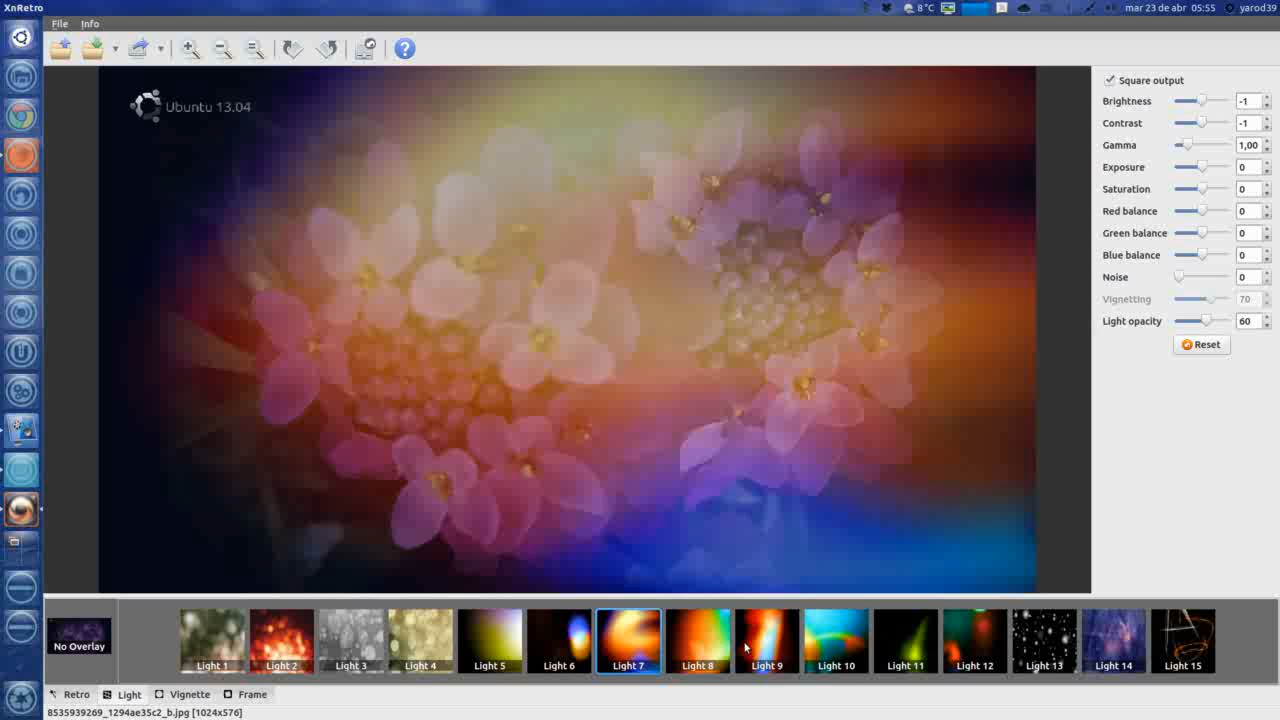 XnRetro
8°C
mar 23 de abr
05:55
yarod39
File
Info
Ubuntu 13.04
Square output
Brightness -1
Contrast -1
Gamma 1,00
Exposure 0
Saturation 0
Red balance 0
Green balance 0
Blue balance 0
Noise 0
Vignetting 70
Light opacity 60
Reset
No Overlay
Light 1
Light 2
Light 3
Light 4
Light 5
Light 6
Light 7
Light 8
Light 9
Light 10
Light 11
Light 12
Light 13
Light 14
Light 15
Retro
Light
Vignette
Frame
8535939269_1294ae35c2_b.jpg [1024x576]